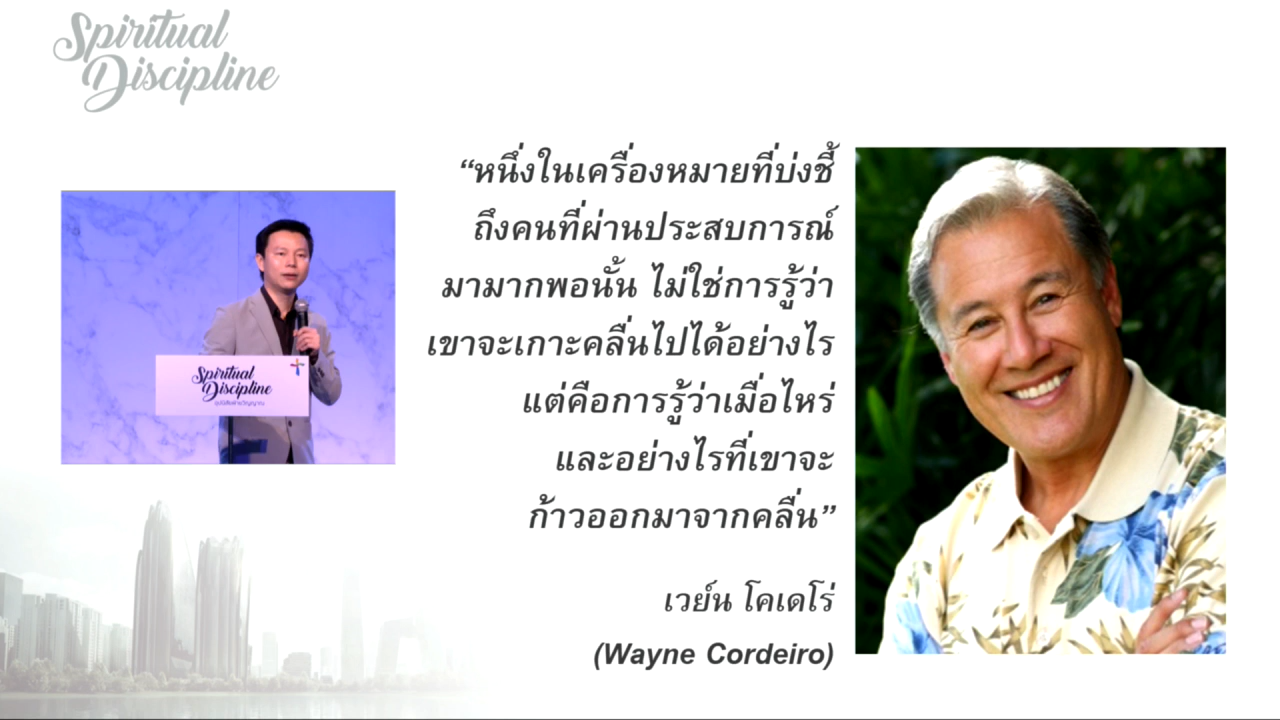 Spiritual
Discipline
“หนึ่งในเครื่องหมายที่บ่งชี้
ถึงคนที่ผ่านประสบการณ์
มามากพอนั้น ไม่ใช่การรู้ว่า
เขาจะเกาะคลื่นไปได้อย่างไร
แต่คือการรู้ว่าเมื่อไหร่
และอย่างไรที่เขาจะ
ก้าวออกมาจากคลื่น”
เวย์น โคเดโร่
(Wayne Cordeiro)
Spiritual
Discipline